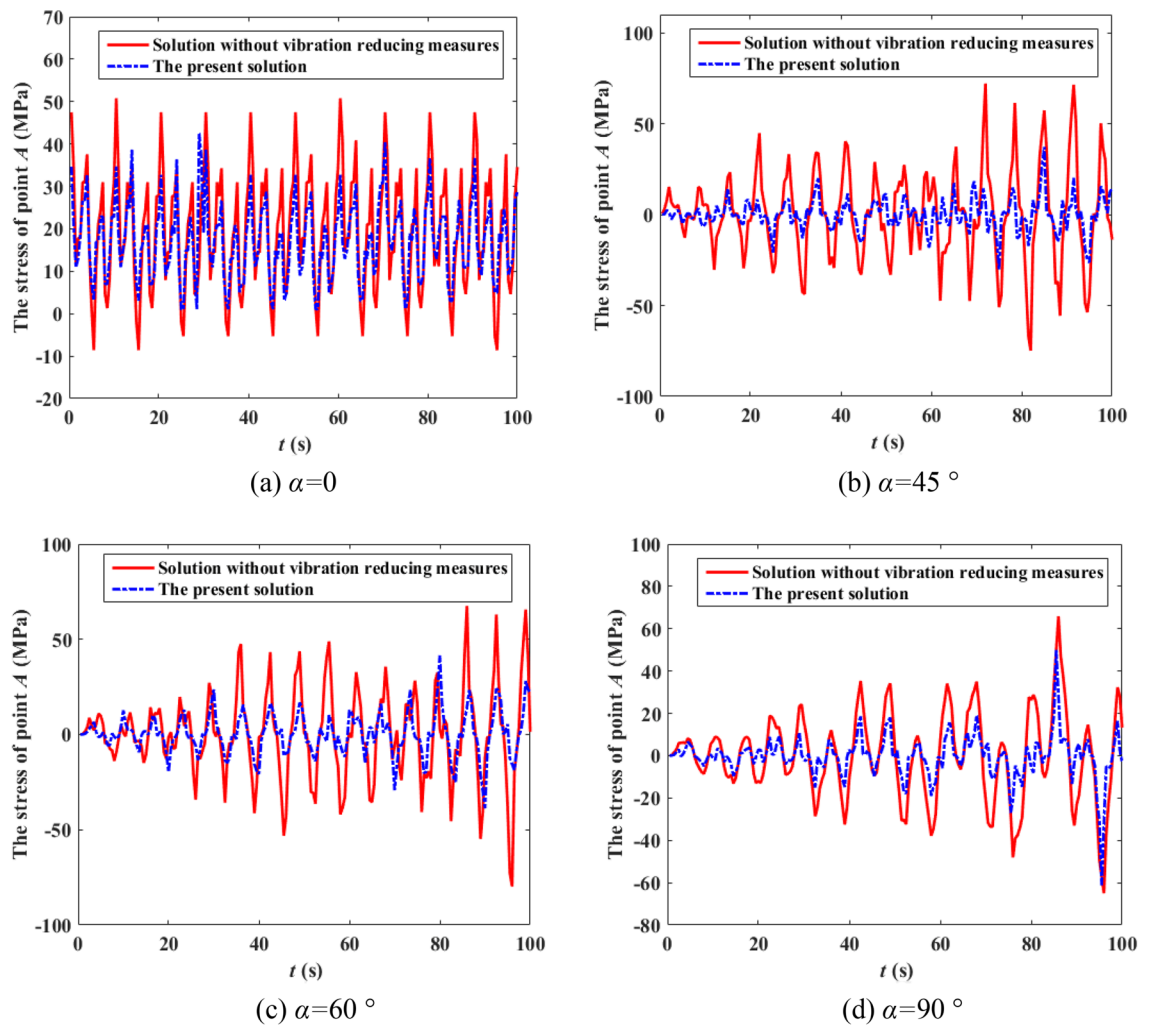 The stress of point A (MPa)
70
60
50
40
30
20
10
0
-10
-20
Solution without vibration reducing measures
The present solution
0 20 40 60 80 100
t (s)
(a) α=0
The stress of point A (MPa)
100
50
0
-50
-100
Solution without vibration reducing measures
The present solution
0 20 40 60 80 100
t (s)
(b) α=45 °
The stress of point A (MPa)
100
50
0
-50
-100
Solution without vibration reducing measures
The present solution
0 20 40 60 80 100
t (s)
(c) α=60 °
The stress of point A (MPa)
100
80
60
40
20
0
-20
-40
-60
-80
Solution without vibration reducing measures
The present solution
0 20 40 60 80 100
t (s)
(d) α=90 °